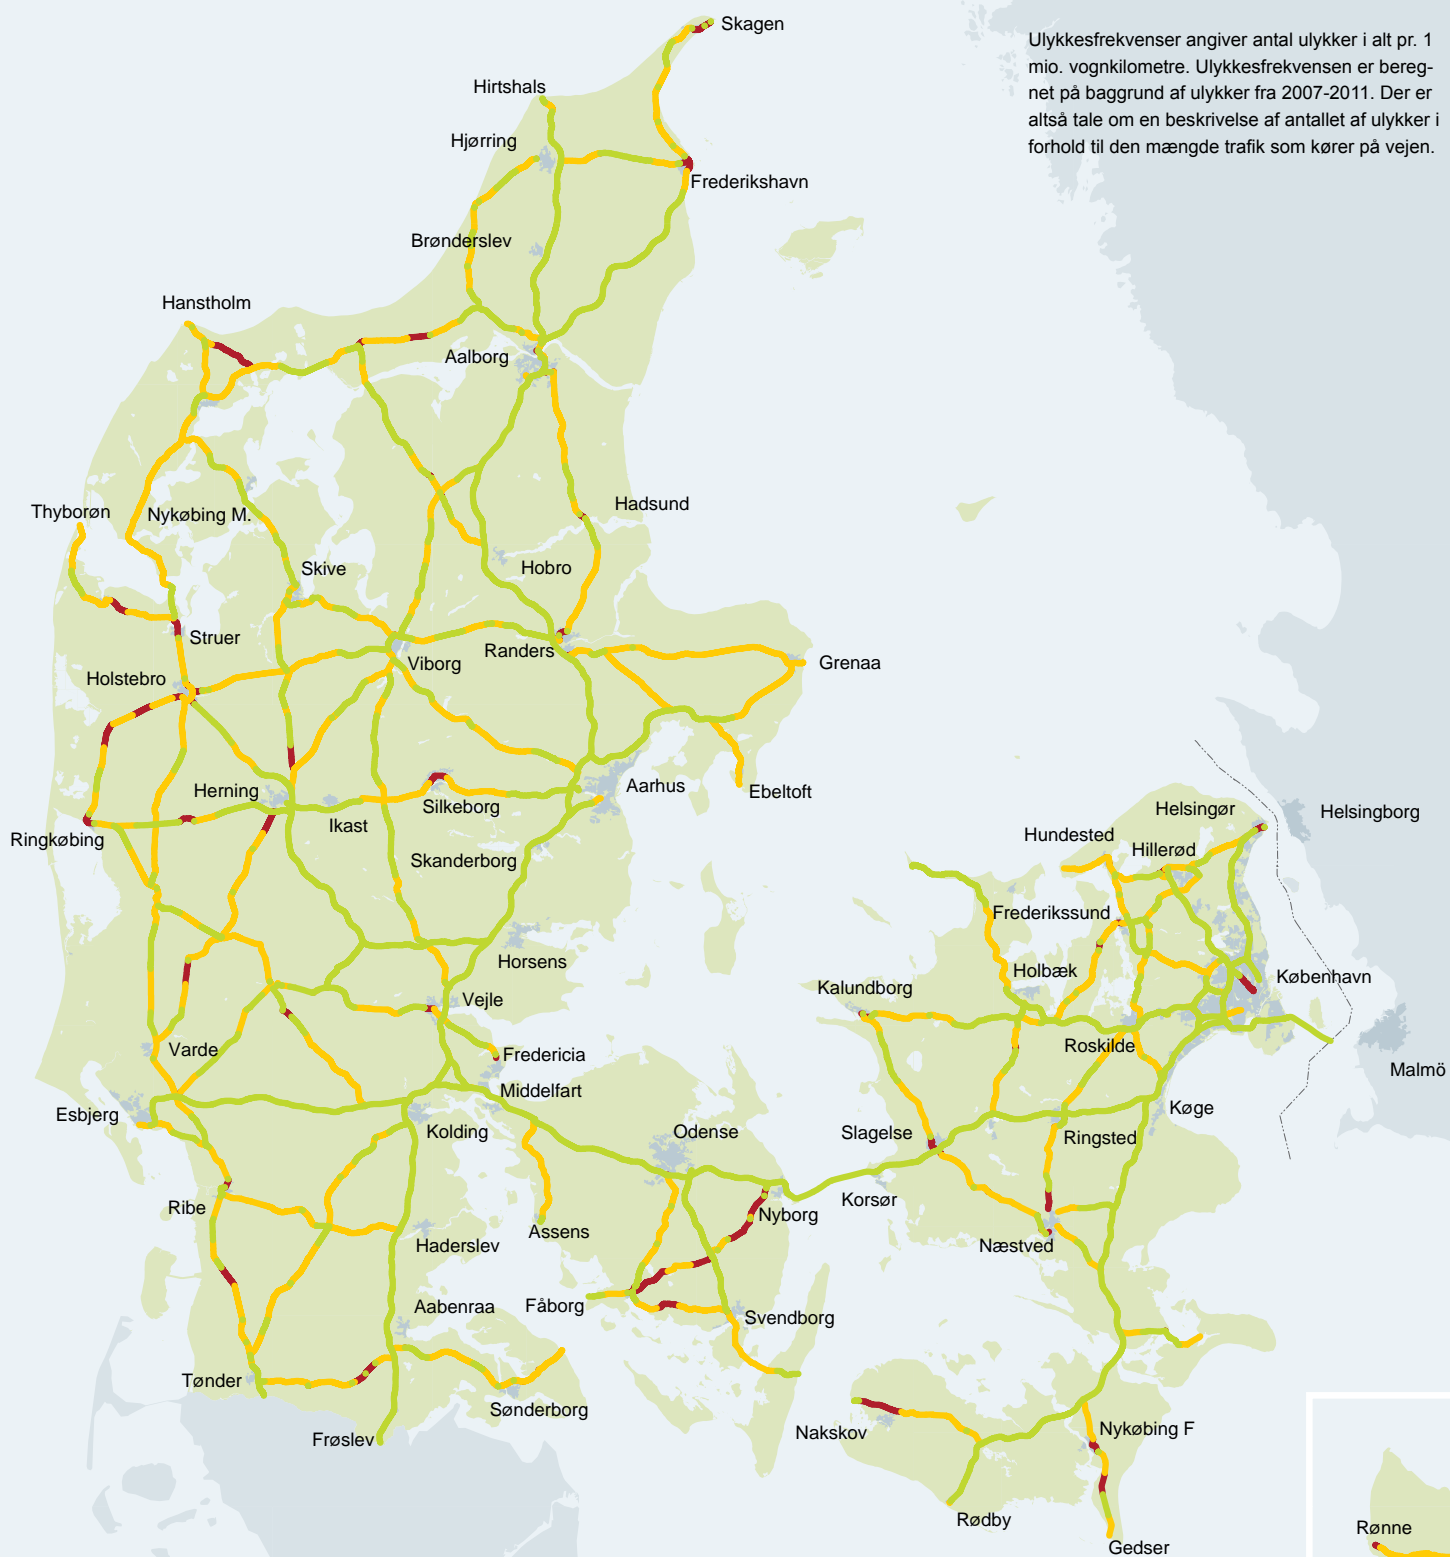 Skagen
Ulykkesfrekvenser angiver antal ulykker i alt pr. 1
mio. vognkilometre. Ulykkesfrekvensen er bereg-
net på baggrund af ulykker fra 2007-2011. Der er
altså tale om en beskrivelse af antallet af ulykker i
forhold til den mængde trafik som kører på vejen.
Hirtshals
Hjørring
Frederikshavn
Brønderslev
Hanstholm
Aalborg
Hadsund
Thyborøn
Nykøbing M.
Skive
Hobro
Struer
Randers
Viborg
Grenaa
Holstebro
Herning
Aarhus
Ebeltoft
Silkeborg
Ikast
Ringkøbing
Skanderborg
Helsingør
Helsingborg
Hundested
Hillerød
Frederikssund
Horsens
Holbæk
København
Kalundborg
Vejle
Varde
Fredericia
Roskilde
Malmö
Middelfart
Esbjerg
Kolding
Odense
Køge
Slagelse
Ringsted
Ribe
Korsør
Nyborg
Assens
Haderslev
Næstved
Aabenraa
Fåborg
Svendborg
Tønder
Sønderborg
Nakskov
Nykøbing F
Frøslev
Rødby
Rønne
Gedser